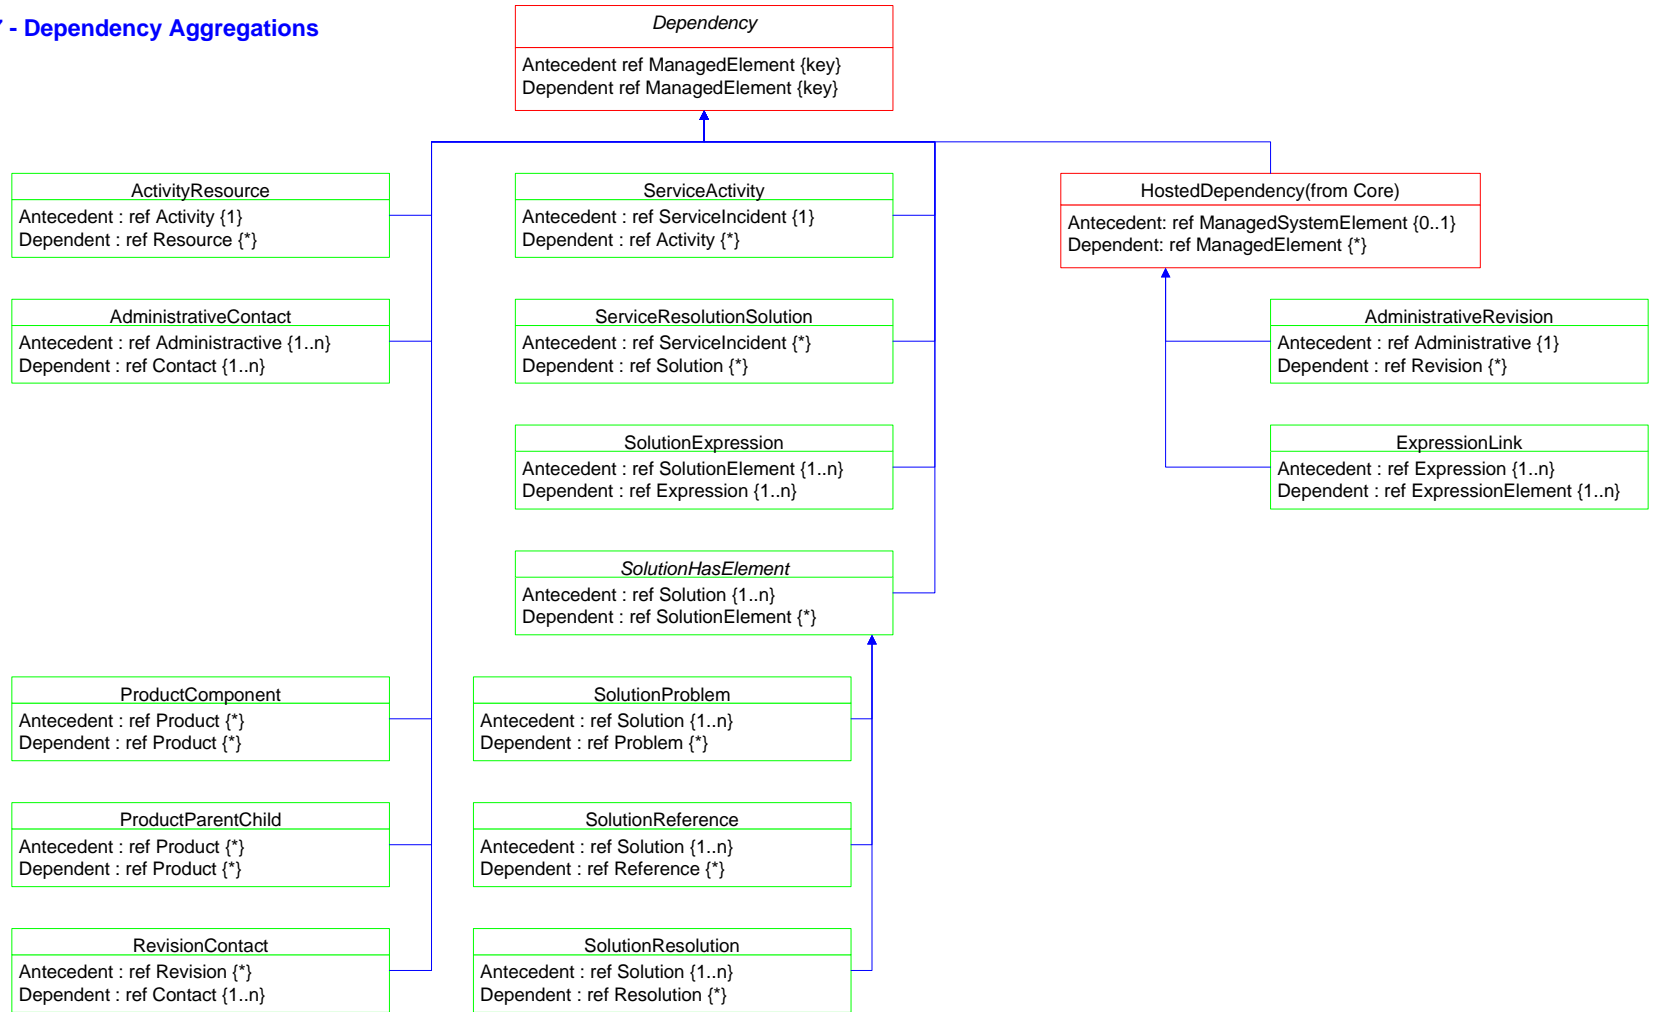 - Dependency Aggregations
Dependency
Antecedent ref ManagedElement {key}
Dependent ref ManagedElement {key}
ActivityResource
Antecedent : ref Activity {1}
Dependent : ref Resource {*}
ServiceActivity
Antecedent : ref ServiceIncident {1}
Dependent : ref Activity {*}
HostedDependency(from Core)
Antecedent: ref ManagedSystemElement {0..1}
Dependent: ref ManagedElement {*}
AdministrativeContact
Antecedent : ref Administractive {1..n}
Dependent : ref Contact {1..n}
ServiceResolutionSolution
Antecedent : ref ServiceIncident {*}
Dependent : ref Solution {*}
AdministrativeRevision
Antecedent : ref Administrative {1}
Dependent : ref Revision {*}
SolutionExpression
Antecedent : ref SolutionElement {1..n}
Dependent : ref Expression {1..n}
ExpressionLink
Antecedent : ref Expression {1..n}
Dependent : ref ExpressionElement {1..n}
SolutionHasElement
Antecedent : ref Solution {1..n}
Dependent : ref SolutionElement {*}
ProductComponent
Antecedent : ref Product {*}
Dependent : ref Product {*}
SolutionProblem
Antecedent : ref Solution {1..n}
Dependent : ref Problem {*}
ProductParentChild
Antecedent : ref Product {*}
Dependent : ref Product {*}
SolutionReference
Antecedent : ref Solution {1..n}
Dependent : ref Reference {*}
RevisionContact
Antecedent : ref Revision {*}
Dependent : ref Contact {1..n}
SolutionResolution
Antecedent : ref Solution {1..n}
Dependent : ref Resolution {*}